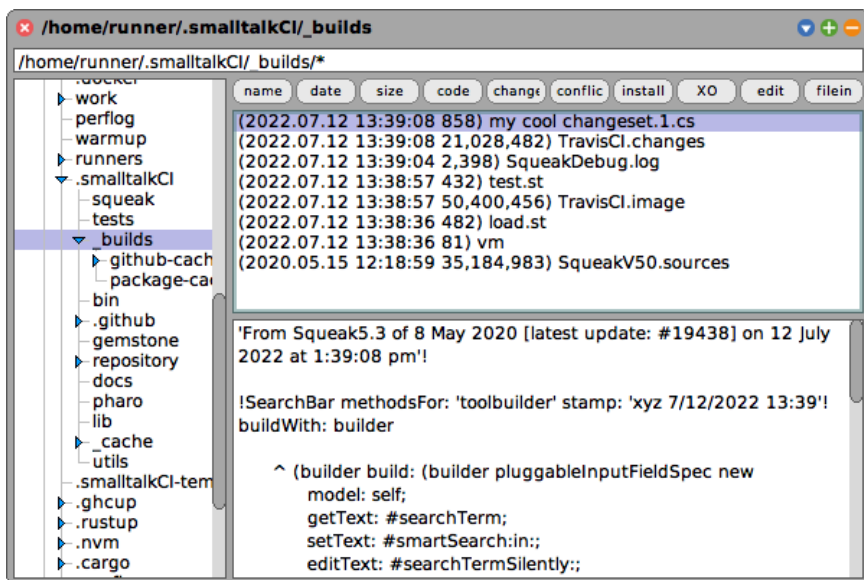 /home/runner/.smalltalkCI/_builds
/home/runner/.smalltalkCI/_builds/*
.docker
work
perflog
warmup
runners
.smalltalkCI
squeak
tests
_builds
github-cach
package-cac
bin
.github
gemstone
repository
docs
pharo
lib
_cache
utils
.smalltalkCI-tem
.ghcup
.rustup
.nvm
.cargo
name date size code change conflic install XO edit filein
(2022.07.12 13:39:08 858) my cool changeset.1.cs
(2022.07.12 13:39:08 21,028,482) TravisCI.changes
(2022.07.12 13:39:04 2,398) SqueakDebug.log
(2022.07.12 13:38:57 432) test.st
(2022.07.12 13:38:57 50,400,456) TravisCI.image
(2022.07.12 13:38:36 482) load.st
(2022.07.12 13:38:36 81) vm
(2020.05.15 12:18:59 35,184,983) SqueakV50.sources
'From Squeak5.3 of 8 May 2020 [latest update: #19438] on 12 July
2022 at 1:39:08 pm'!
!SearchBar methodsFor: 'toolbuilder' stamp: 'xyz 7/12/2022 13:39'!
buildWith: builder
^ (builder build: (builder pluggableInputFieldSpec new
model: self;
getText: #searchTerm;
setText: #smartSearch:in:;
editText: #searchTermSilently:;